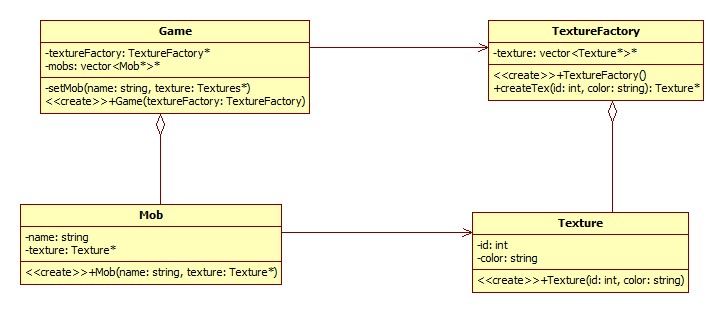 Game
-textureFactory: TextureFactory*
-mobs: vector<Mob*>*
-setMob(name: string, texture: Textures*)
<<create>>+Game(textureFactory: TextureFactory)
TextureFactory
-texture: vector<Texture*>*
<<create>>+TextureFactory()
+createTex(id: int, color: string): Texture*
Mob
-name: string
-texture: Texture*
<<create>>+Mob(name: string, texture: Texture*)
Texture
-id: int
-color: string
<<create>>+Texture(id: int, color: string)